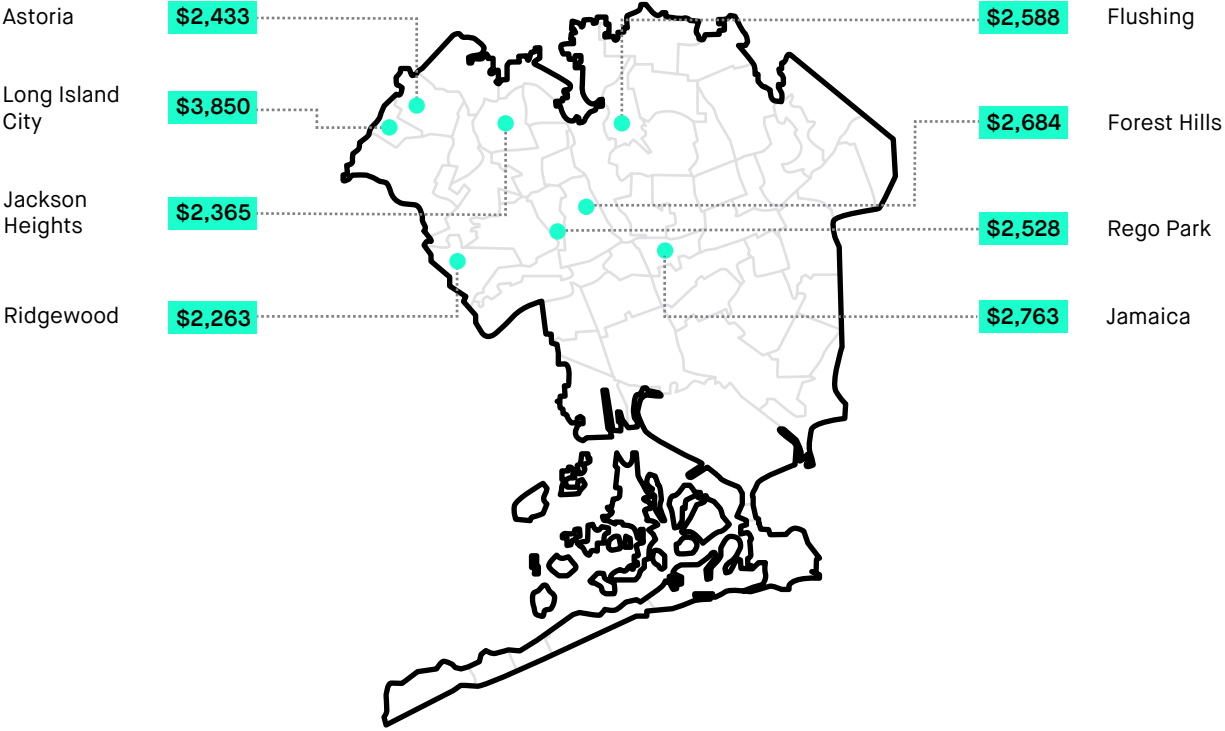 Astoria
$2,433
Long Island
City
$3,850
Jackson
Heights
$2,365
Ridgewood
$2,263
$2,588
Flushing
$2,684
Forest Hills
$2,528
Rego Park
$2,763
Jamaica